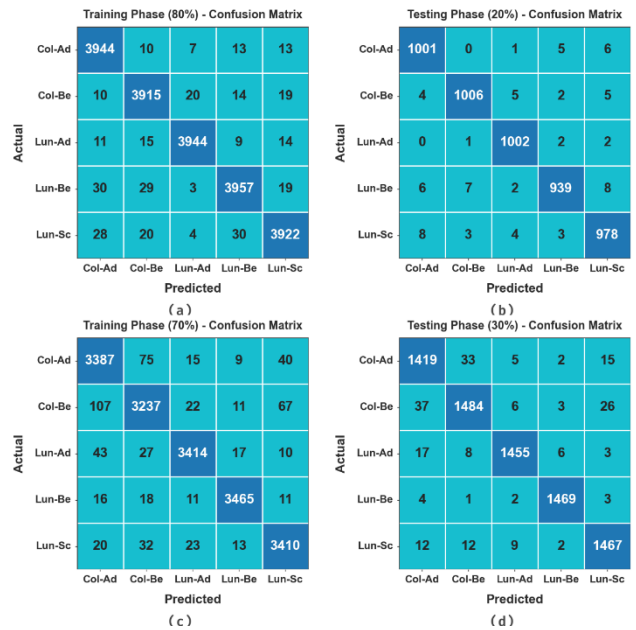 Training Phase (80%) - Confusion Matrix
Col-Ad 3944 10 7 13 13
Col-Be 10 3915 20 14 19
Lun-Ad 11 15 3944 9 14
Lun-Be 30 29 3 3957 19
Lun-Sc 28 20 4 30 3922
Col-Ad Col-Be Lun-Ad Lun-Be Lun-Sc
Actual
Predicted
(a)
Testing Phase (20%) - Confusion Matrix
Col-Ad 1001 0 1 5 6
Col-Be 4 1006 5 2 5
Lun-Ad 0 1 1002 2 2
Lun-Be 6 7 2 939 8
Lun-Sc 8 3 4 3 978
Col-Ad Col-Be Lun-Ad Lun-Be Lun-Sc
Actual
Predicted
(b)
Training Phase (70%) - Confusion Matrix
Col-Ad 3387 75 15 9 40
Col-Be 107 3237 22 11 67
Lun-Ad 43 27 3414 17 10
Lun-Be 16 18 11 3465 11
Lun-Sc 20 32 23 13 3410
Col-Ad Col-Be Lun-Ad Lun-Be Lun-Sc
Actual
Predicted
(c)
Testing Phase (30%) - Confusion Matrix
Col-Ad 1419 33 5 2 15
Col-Be 37 1484 6 3 26
Lun-Ad 17 8 1455 6 3
Lun-Be 4 1 2 1469 3
Lun-Sc 12 12 9 2 1467
Col-Ad Col-Be Lun-Ad Lun-Be Lun-Sc
Actual
Predicted
(d)